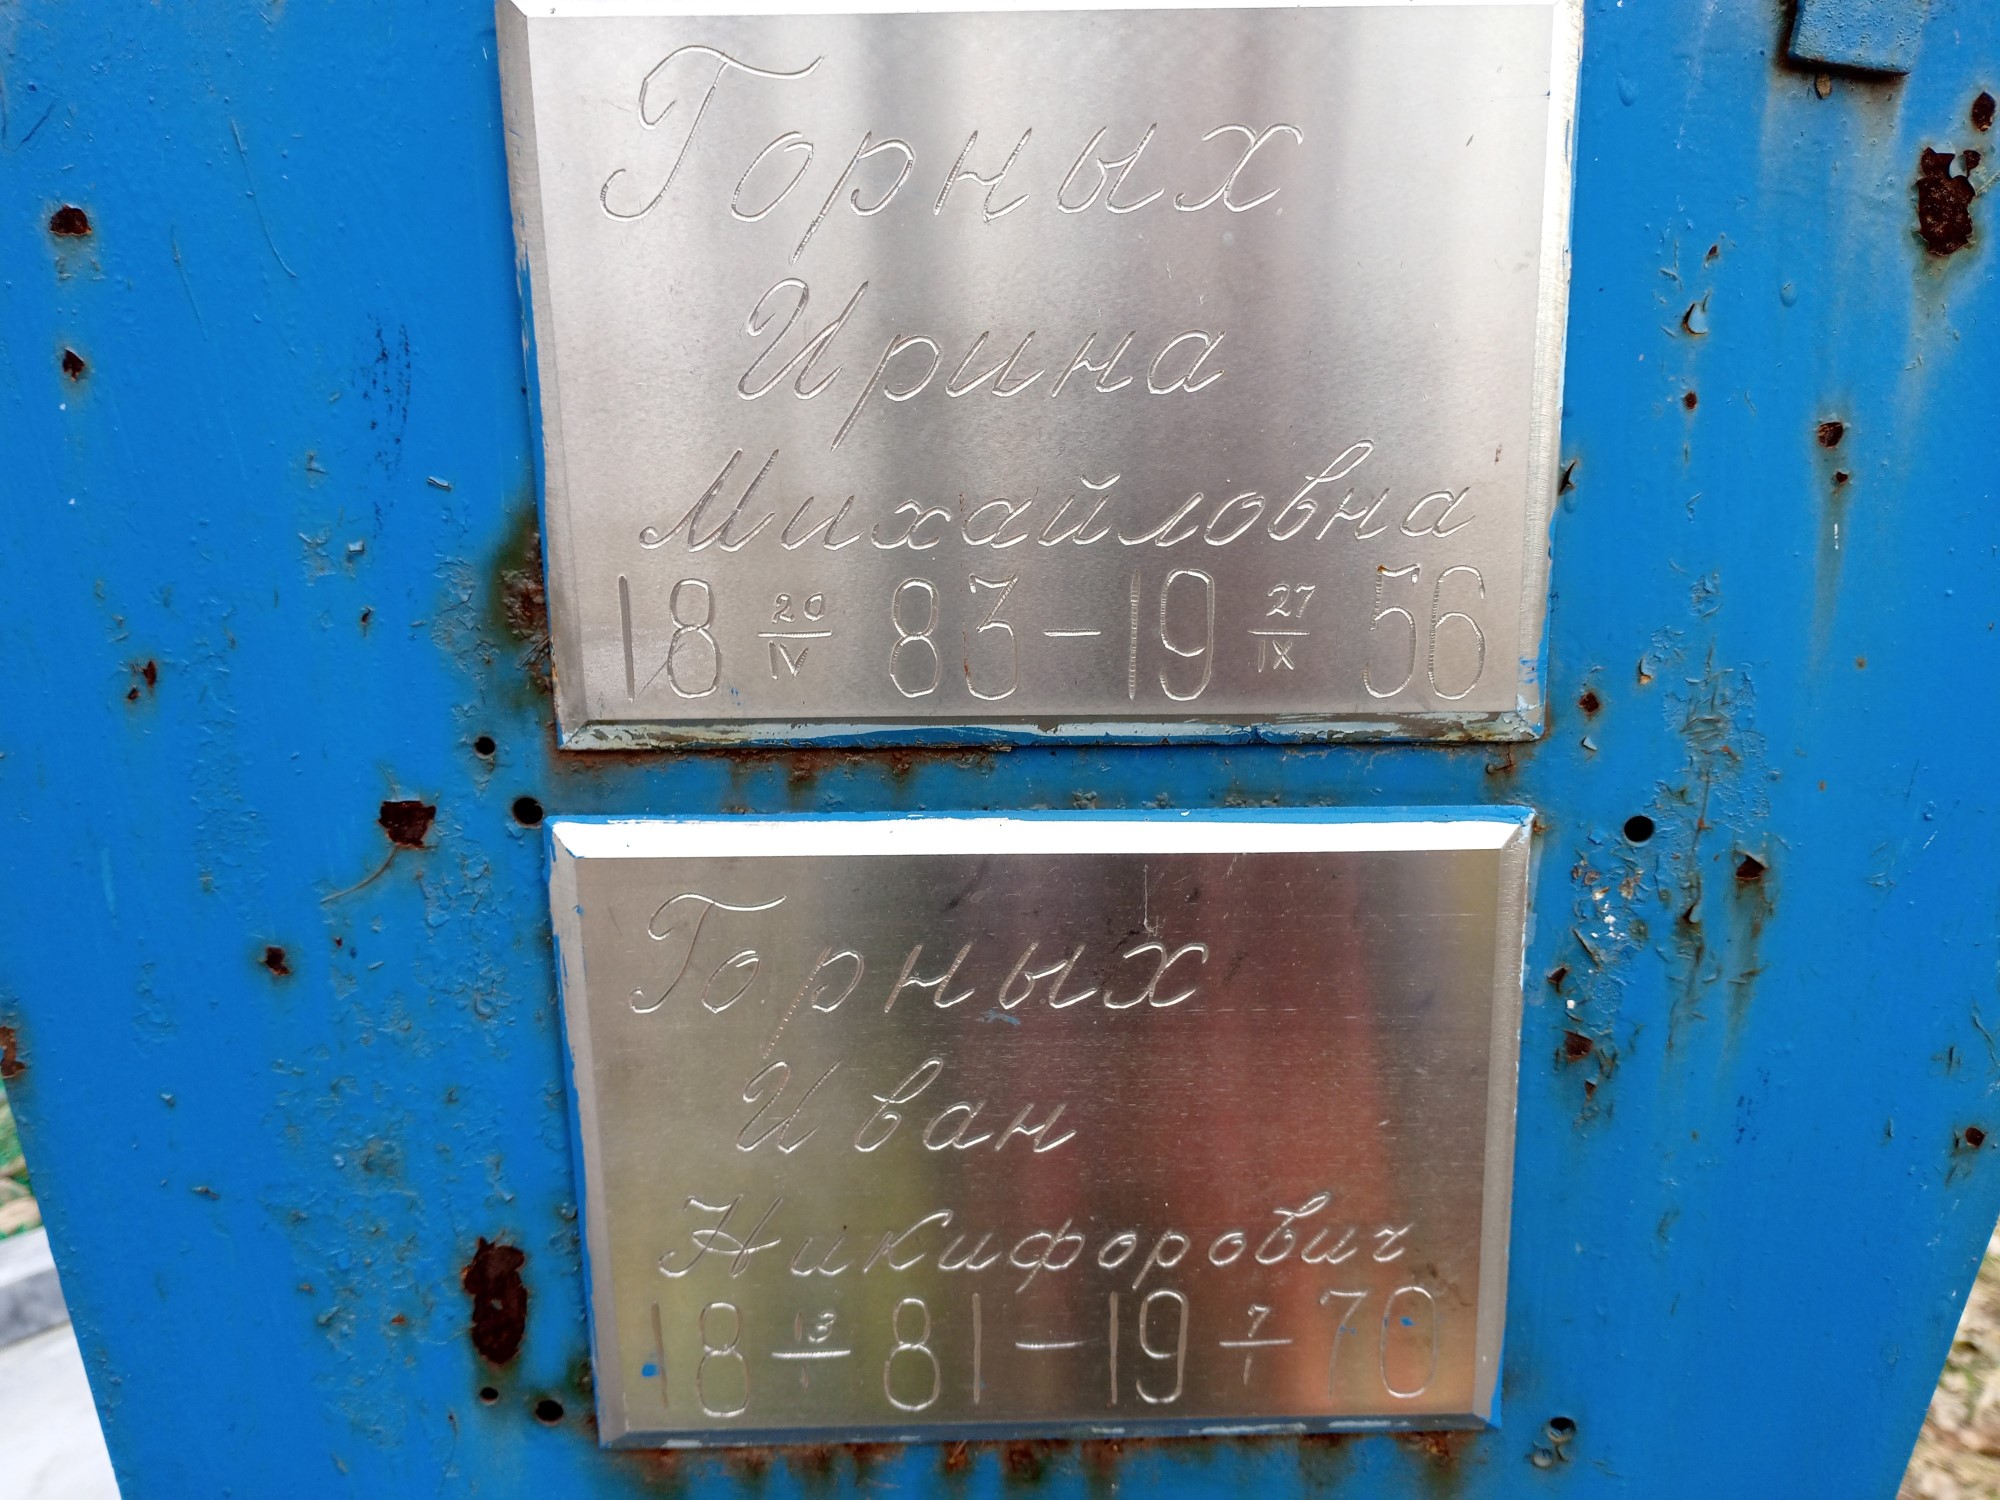 Горных
Ирина
Михайловна
18 20/IV 83 – 19 27/IX 56
Горных
Иван
Никифорович
18 13/I 81 – 19 7/I 70